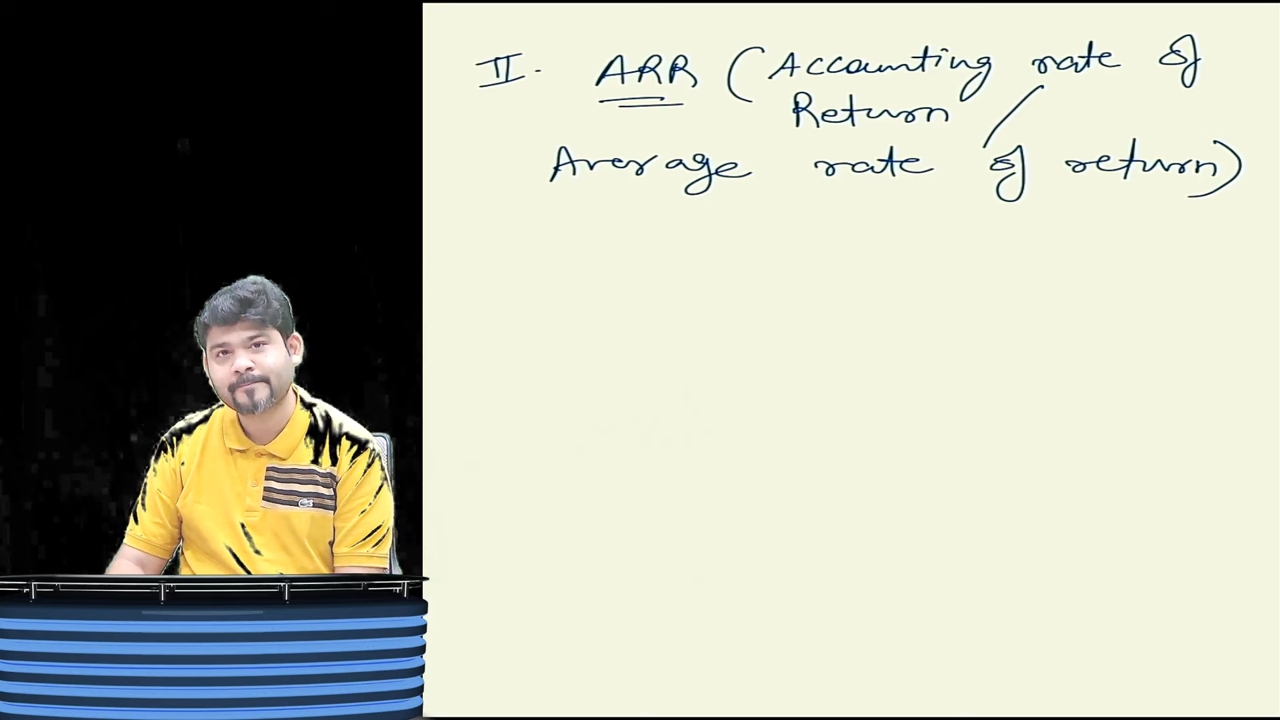 II. ARR (Accounting rate of
Return /
Average rate of return)